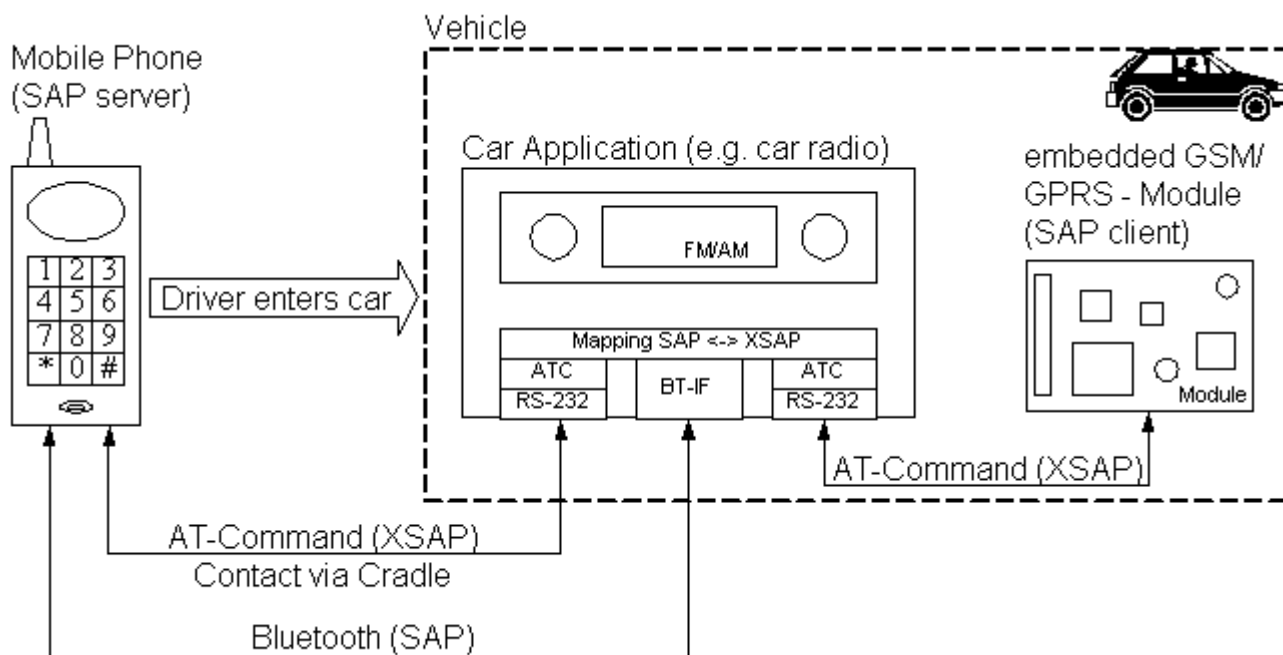 Vehicle
Mobile Phone
(SAP server)
Car Application (e.g. car radio)
embedded GSM/
GPRS - Module
(SAP client)
FM/AM
1 2 3
4 5 6
7 8 9
* 0 #
Driver enters car
Mapping SAP <-> XSAP
ATC
RS-232
BT-IF
ATC
RS-232
Module
AT-Command (XSAP)
AT-Command (XSAP)
Contact via Cradle
Bluetooth (SAP)